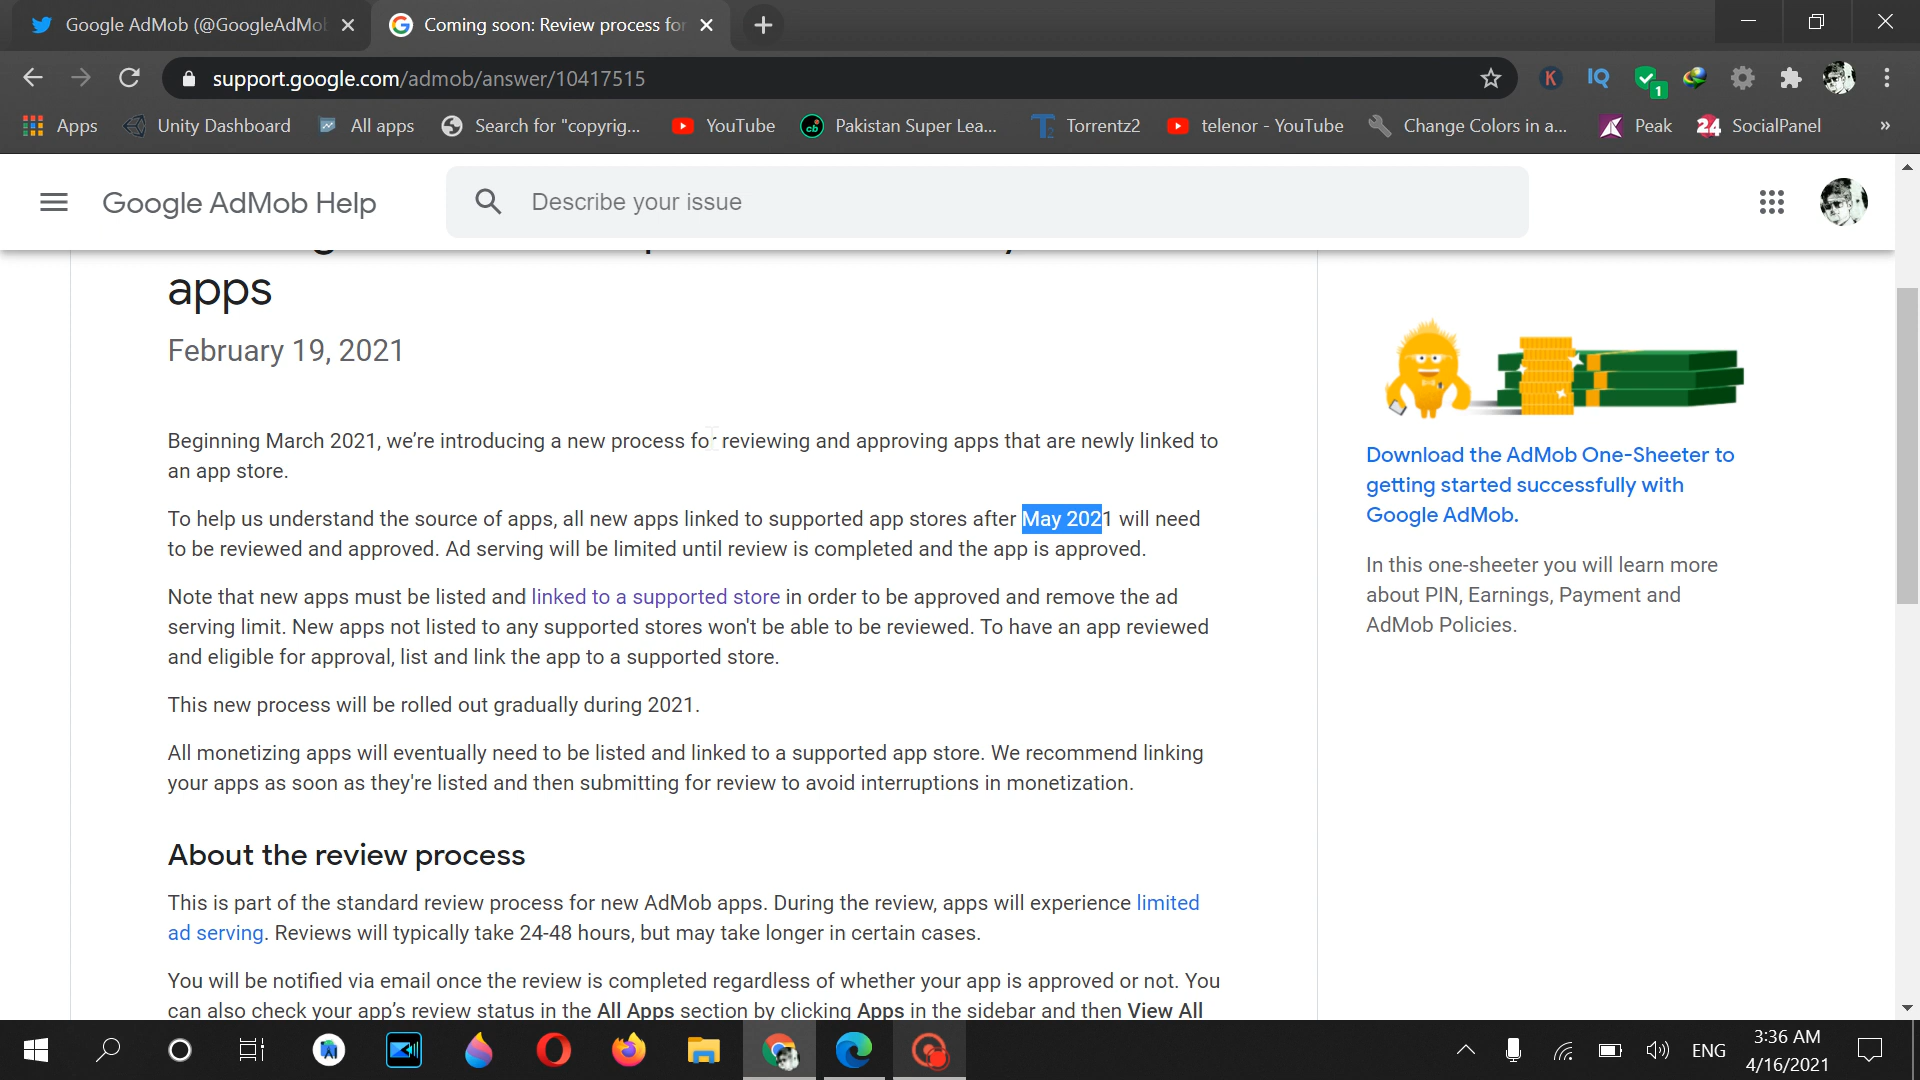 Google AdMob (@GoogleAdMo
Coming soon: Review process for
support.google.com/admob/answer/10417515
K
IQ
1
Apps
Unity Dashboard
All apps
Search for "copyrig...
YouTube
cb
Pakistan Super Lea...
T2
Torrentz2
telenor - YouTube
Change Colors in a...
Peak
24
SocialPanel
»
Google AdMob Help
Describe your issue
apps
February 19, 2021
Beginning March 2021, we're introducing a new process for reviewing and approving apps that are newly linked to
an app store.
To help us understand the source of apps, all new apps linked to supported app stores after May 2021 will need
to be reviewed and approved. Ad serving will be limited until review is completed and the app is approved.
Note that new apps must be listed and linked to a supported store in order to be approved and remove the ad
serving limit. New apps not listed to any supported stores won't be able to be reviewed. To have an app reviewed
and eligible for approval, list and link the app to a supported store.
This new process will be rolled out gradually during 2021.
All monetizing apps will eventually need to be listed and linked to a supported app store. We recommend linking
your apps as soon as they're listed and then submitting for review to avoid interruptions in monetization.
About the review process
This is part of the standard review process for new AdMob apps. During the review, apps will experience limited
ad serving. Reviews will typically take 24-48 hours, but may take longer in certain cases.
You will be notified via email once the review is completed regardless of whether your app is approved or not. You
can also check your app's review status in the All Apps section by clicking Apps in the sidebar and then View All
Download the AdMob One-Sheeter to
getting started successfully with
Google AdMob.
In this one-sheeter you will learn more
about PIN, Earnings, Payment and
AdMob Policies.
ENG
3:36 AM
4/16/2021